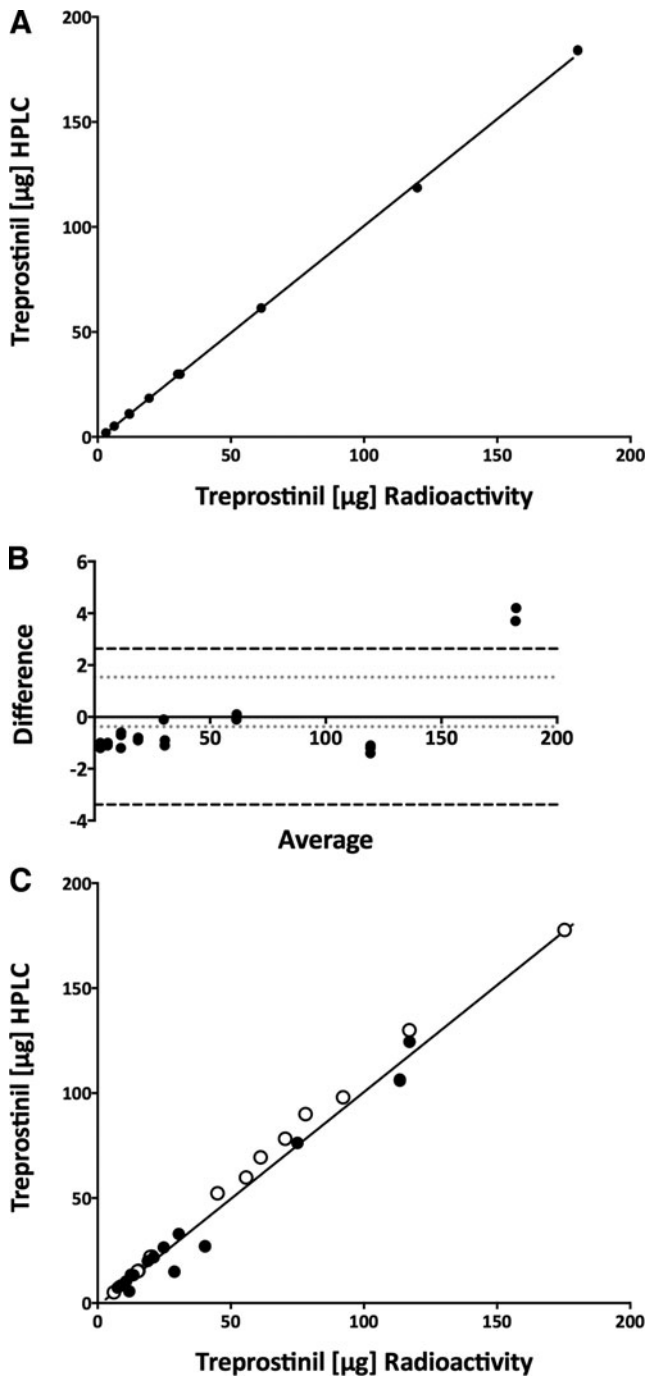 A
200
150
100
50
0
0 50 100 150 200
Treprostinil [µg] HPLC
Treprostinil [µg] Radioactivity
B
6
4
2
0
-2
-4
50 100 150 200
Difference
Average
C
200
150
100
50
0
0 50 100 150 200
Treprostinil [µg] HPLC
Treprostinil [µg] Radioactivity